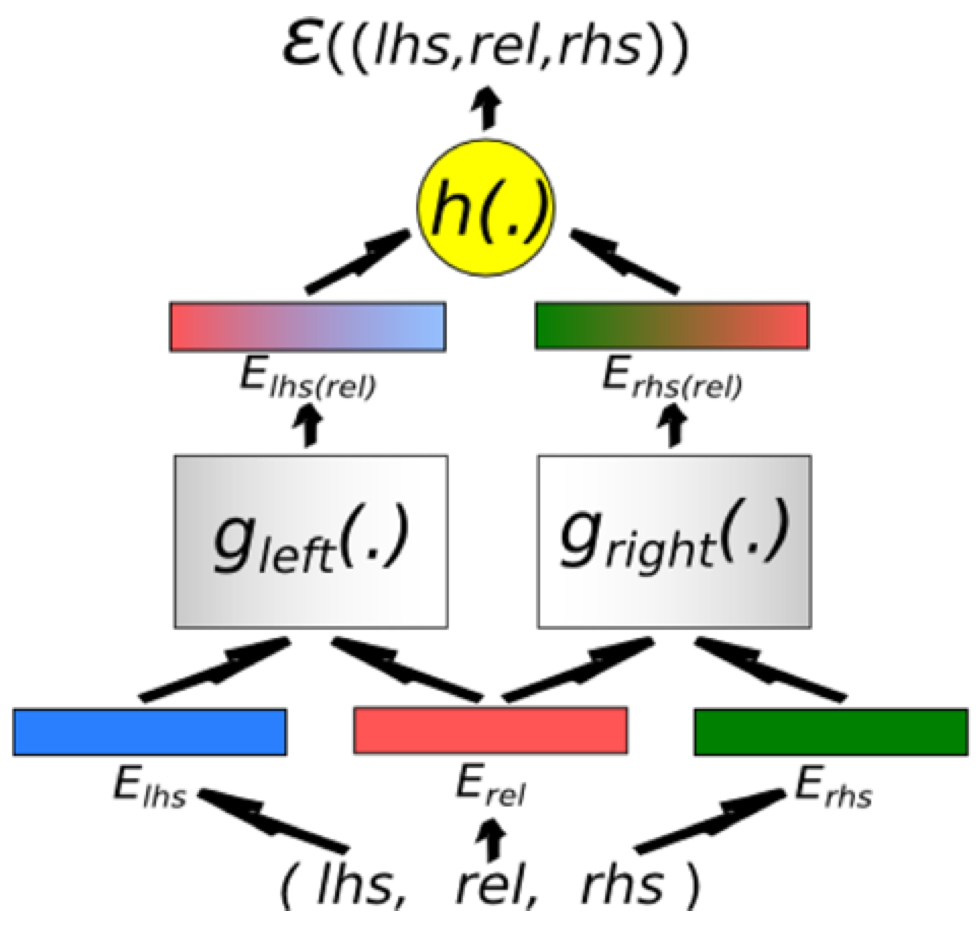 ε((lhs,rel,rhs))
h(.)
E_lhs(rel) E_rhs(rel)
g_left(.) g_right(.)
E_lhs E_rel E_rhs
( lhs, rel, rhs )